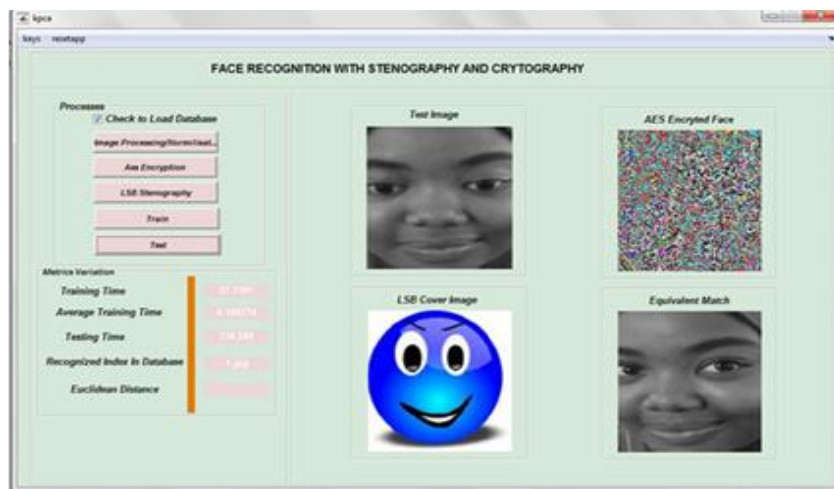 kpca
keys resetapp
FACE RECOGNITION WITH STENOGRAPHY AND CRYTOGRAPHY
Processes
Check to Load Database
Aes Encryption
LSB Stenography
Train
Test
Metrics Variation
Training Time
Average Training Time
Testing Time
Recognized Index In Database
Euclidean Distance
Test Image
AES Encryted Face
LSB Cover Image
Equivalent Match